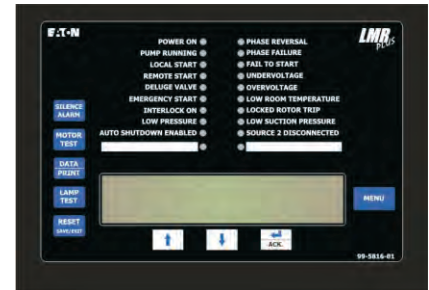 EATON
LMR
PLUS
POWER ON
PUMP RUNNING
LOCAL START
REMOTE START
DELUGE VALVE
EMERGENCY START
INTERLOCK ON
LOW PRESSURE
AUTO SHUTDOWN ENABLED
PHASE REVERSAL
PHASE FAILURE
FAIL TO START
UNDERVOLTAGE
OVERVOLTAGE
LOW ROOM TEMPERATURE
LOCKED ROTOR TRIP
LOW SUCTION PRESSURE
SOURCE 2 DISCONNECTED
SILENCE
ALARM
MOTOR
TEST
DATA
PRINT
LAMP
TEST
RESET
SAVE/EXIT
MENU
ACK.
99-5816-01